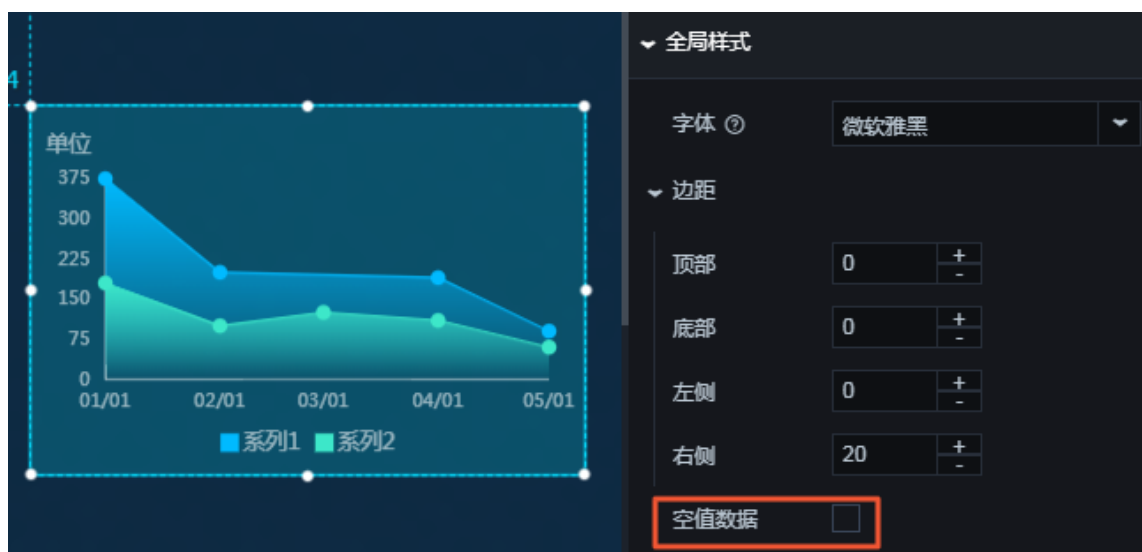 4
单位
375
300
225
150
75
0
01/01 02/01 03/01 04/01 05/01
系列1 系列2
全局样式
字体 微软雅黑
边距
顶部 0 + -
底部 0 + -
左侧 0 + -
右侧 20 + -
空值数据